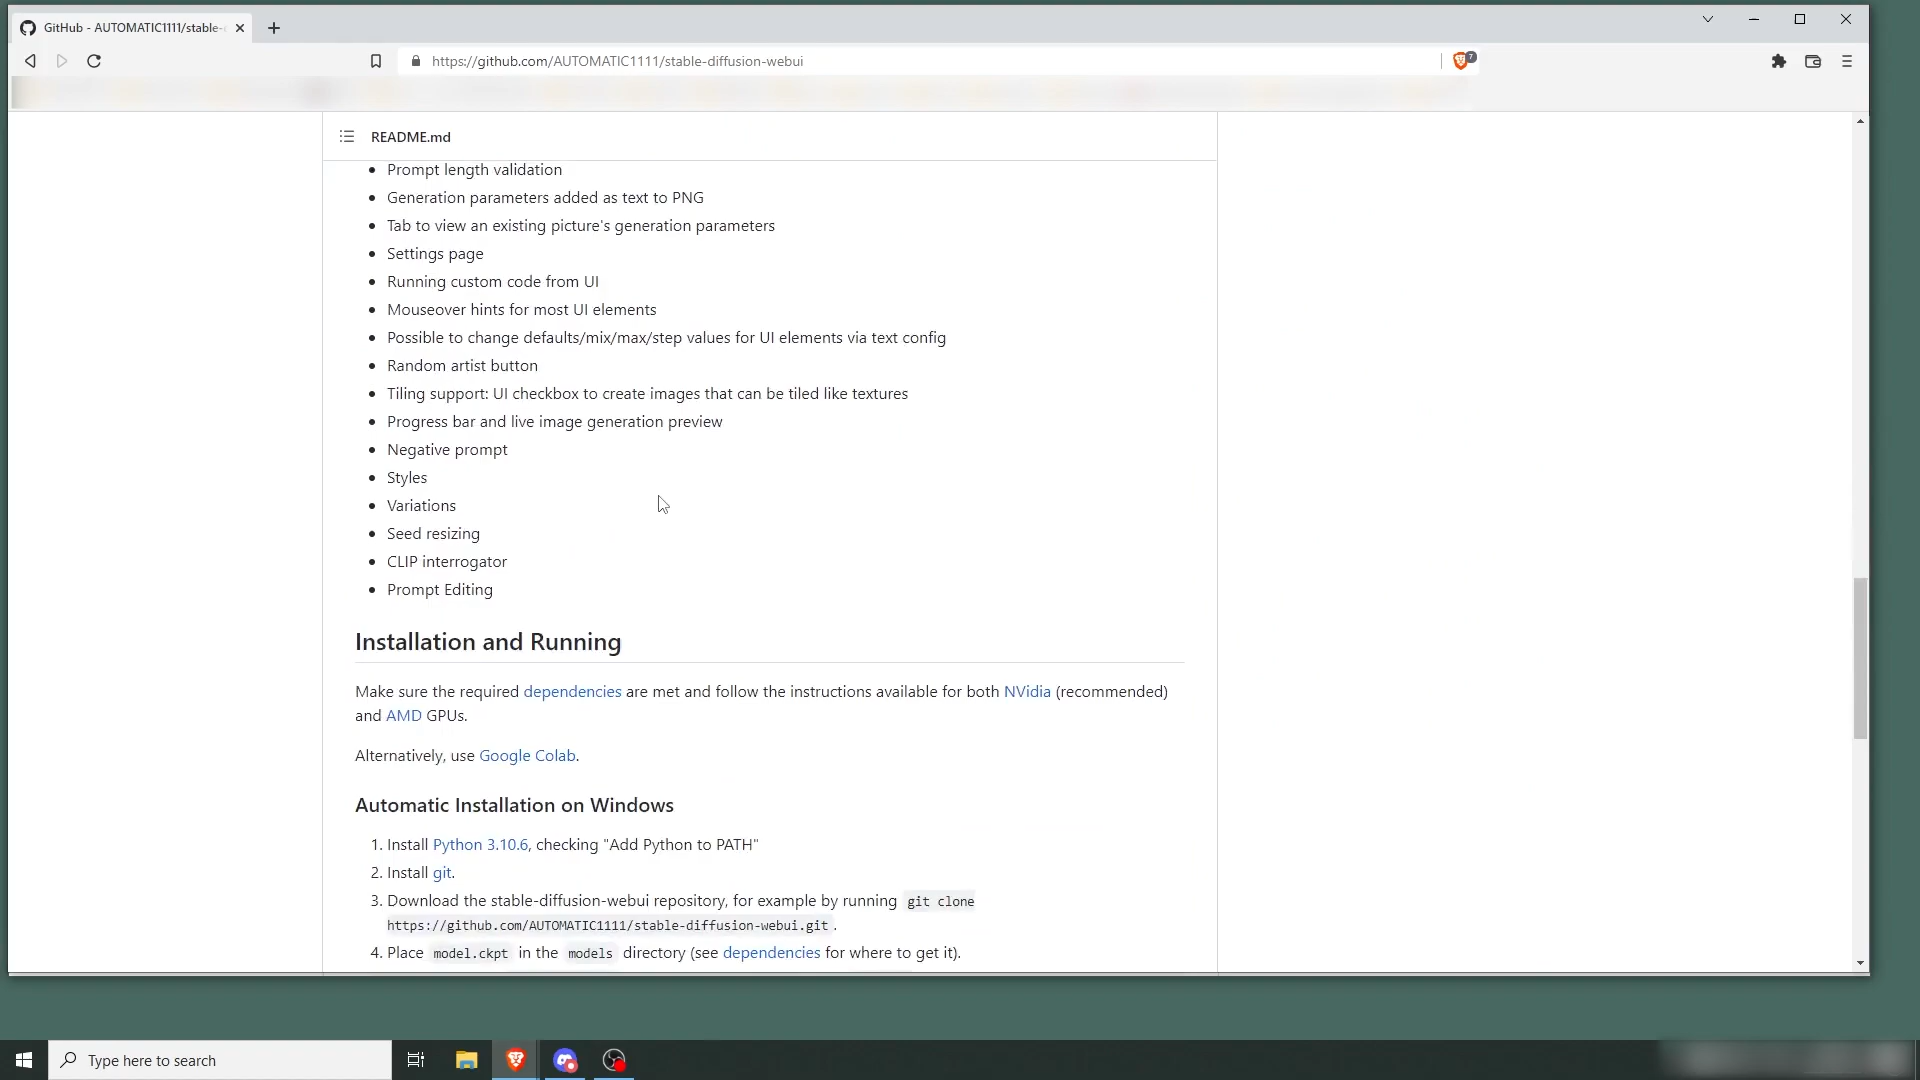 GitHub - AUTOMATIC1111/stable-
https://github.com/AUTOMATIC1111/stable-diffusion-webui
7
README.md
Prompt length validation
Generation parameters added as text to PNG
Tab to view an existing picture's generation parameters
Settings page
Running custom code from UI
Mouseover hints for most UI elements
Possible to change defaults/mix/max/step values for UI elements via text config
Random artist button
Tiling support: UI checkbox to create images that can be tiled like textures
Progress bar and live image generation preview
Negative prompt
Styles
Variations
Seed resizing
CLIP interrogator
Prompt Editing
Installation and Running
Make sure the required dependencies are met and follow the instructions available for both NVidia (recommended)
and AMD GPUs.
Alternatively, use Google Colab.
Automatic Installation on Windows
1. Install Python 3.10.6, checking "Add Python to PATH"
2. Install git.
3. Download the stable-diffusion-webui repository, for example by running git clone
https://github.com/AUTOMATIC1111/stable-diffusion-webui.git.
4. Place model.ckpt in the models directory (see dependencies for where to get it).
Type here to search